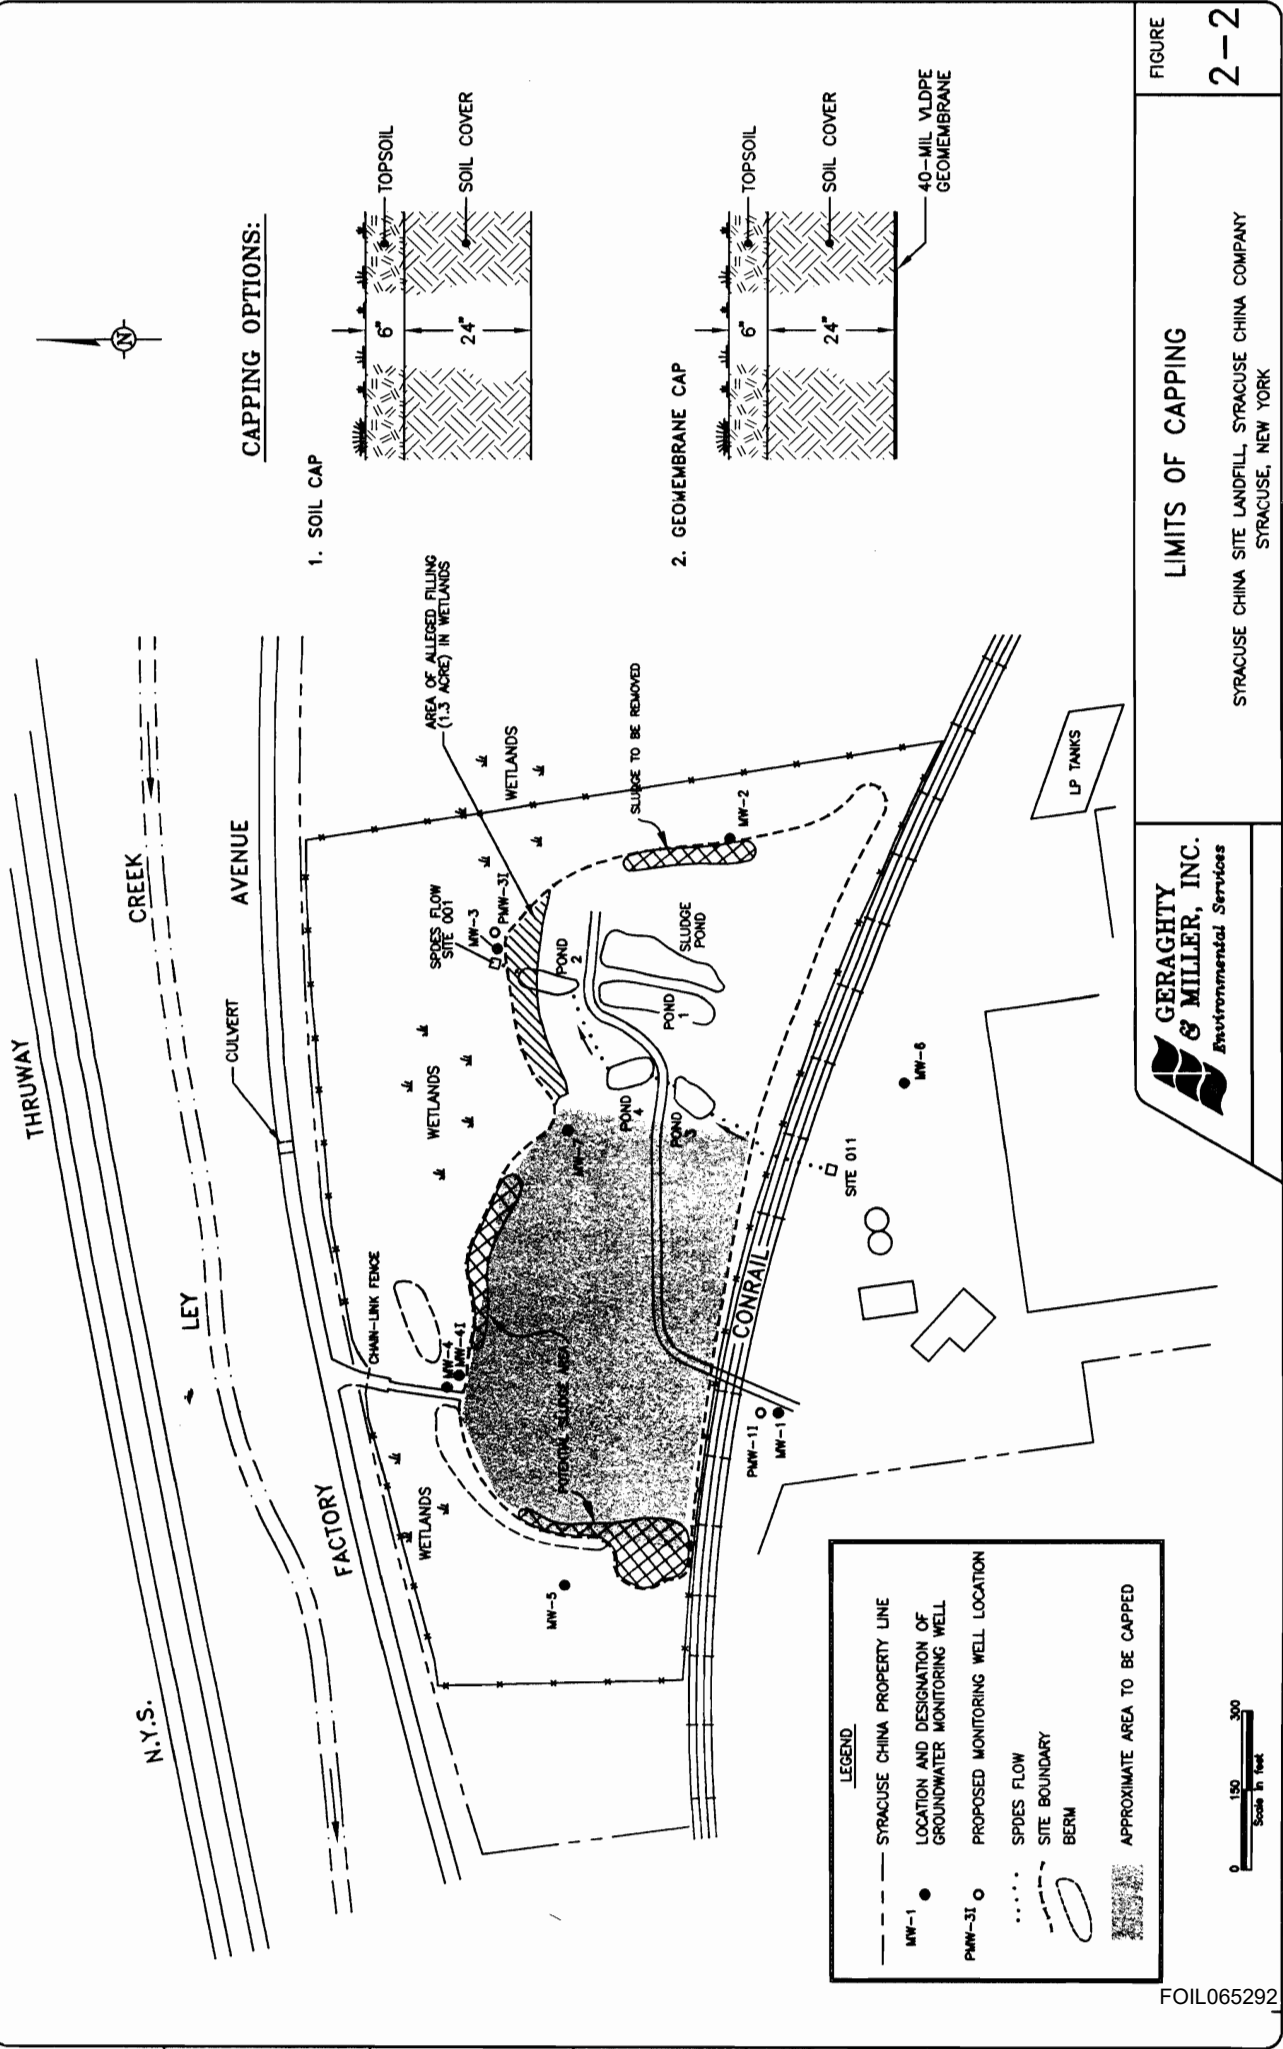 N.Y.S.
THRUWAY
LEY
CREEK
FACTORY
AVENUE
CULVERT
CHAIN-LINK FENCE
WETLANDS
WETLANDS
WETLANDS
SPDES FLOW
SITE 001
MW-3
PMW-3I
AREA OF ALLEGED FILLING
(1.3 ACRE) IN WETLANDS
SLUDGE TO BE REMOVED
MW-2
MW-4
MW-4I
MW-5
MW-7
POTENTIAL SLUDGE AREA
POND
2
POND
1
SLUDGE
POND
POND
4
POND
3
CONRAIL
PMW-1I
MW-1
SITE 011
MW-6
LP TANKS
CAPPING OPTIONS:
1. SOIL CAP
6"
24"
TOPSOIL
SOIL COVER
2. GEOMEMBRANE CAP
6"
24"
TOPSOIL
SOIL COVER
40-MIL VLDPE
GEOMEMBRANE
N
LEGEND
SYRACUSE CHINA PROPERTY LINE
MW-1
LOCATION AND DESIGNATION OF
GROUNDWATER MONITORING WELL
PMW-3I
PROPOSED MONITORING WELL LOCATION
SPDES FLOW
SITE BOUNDARY
BERM
APPROXIMATE AREA TO BE CAPPED
0 150 300
Scale in feet
GERAGHTY
& MILLER, INC.
Environmental Services
LIMITS OF CAPPING
SYRACUSE CHINA SITE LANDFILL, SYRACUSE CHINA COMPANY
SYRACUSE, NEW YORK
FIGURE
2-2
FOIL065292